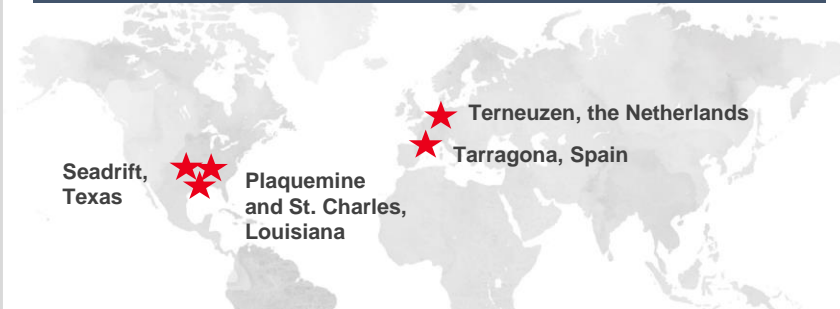 Terneuzen, the Netherlands
Tarragona, Spain
Seadrift,
Texas
Plaquemine
and St. Charles,
Louisiana